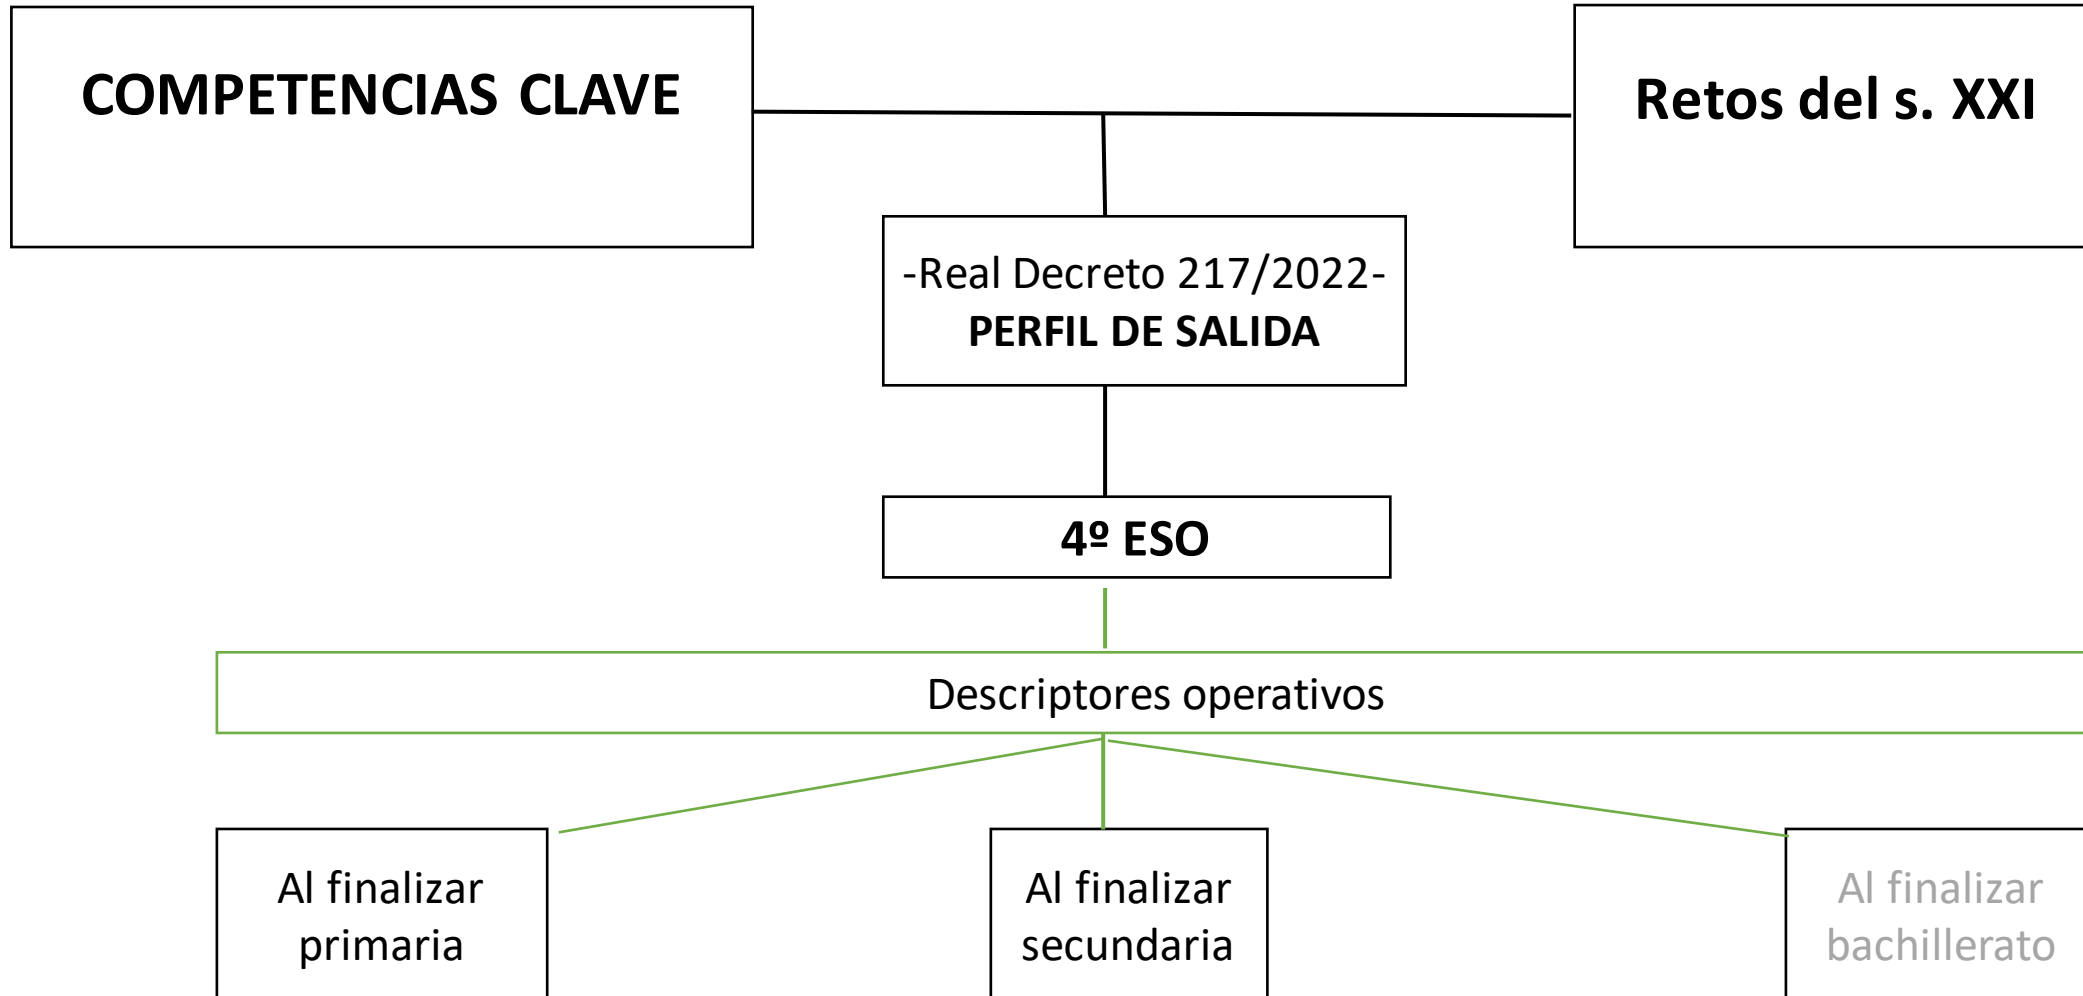 COMPETENCIAS CLAVE
Retos del s. XXI
-Real Decreto 217/2022-
PERFIL DE SALIDA
4º ESO
Descriptores operativos
Al finalizar
primaria
Al finalizar
secundaria
Al finalizar
bachillerato